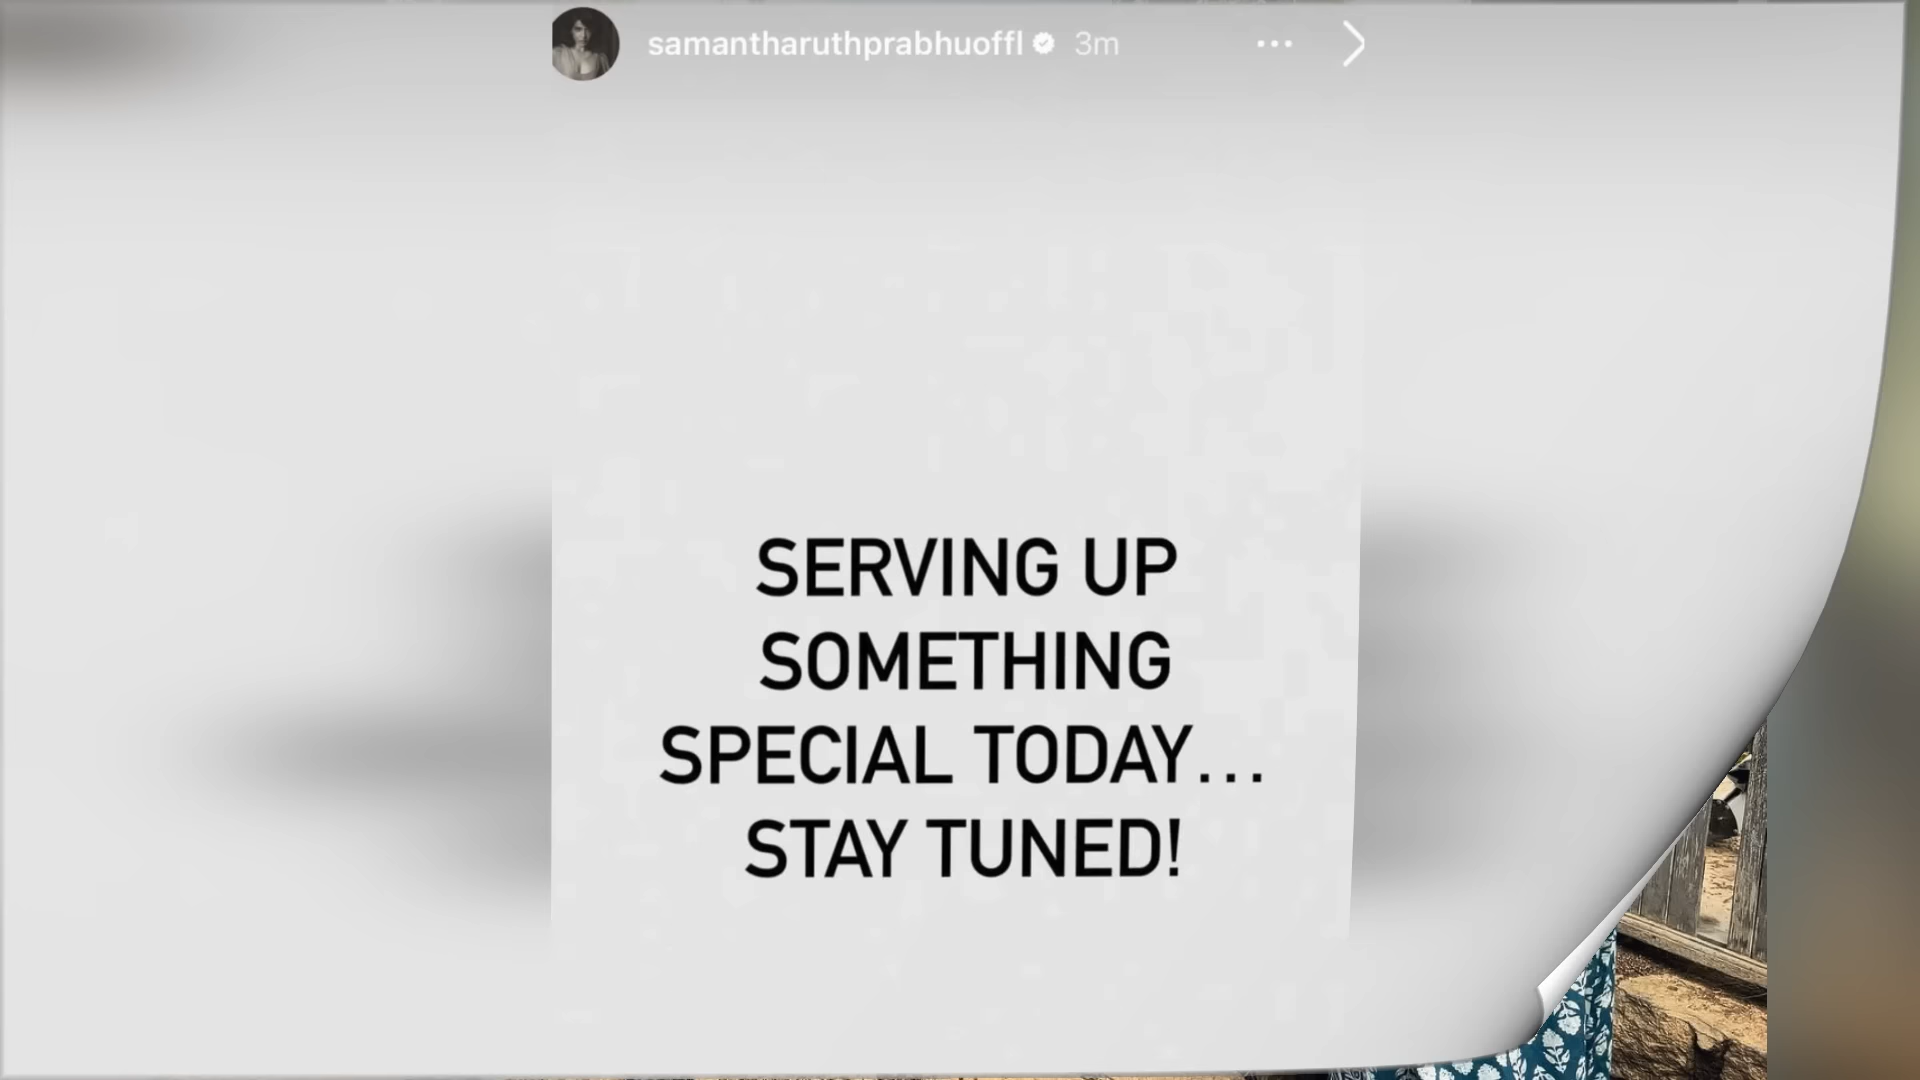 samantharuthprabhuoffl 3m
SERVING UP
SOMETHING
SPECIAL TODAY...
STAY TUNED!